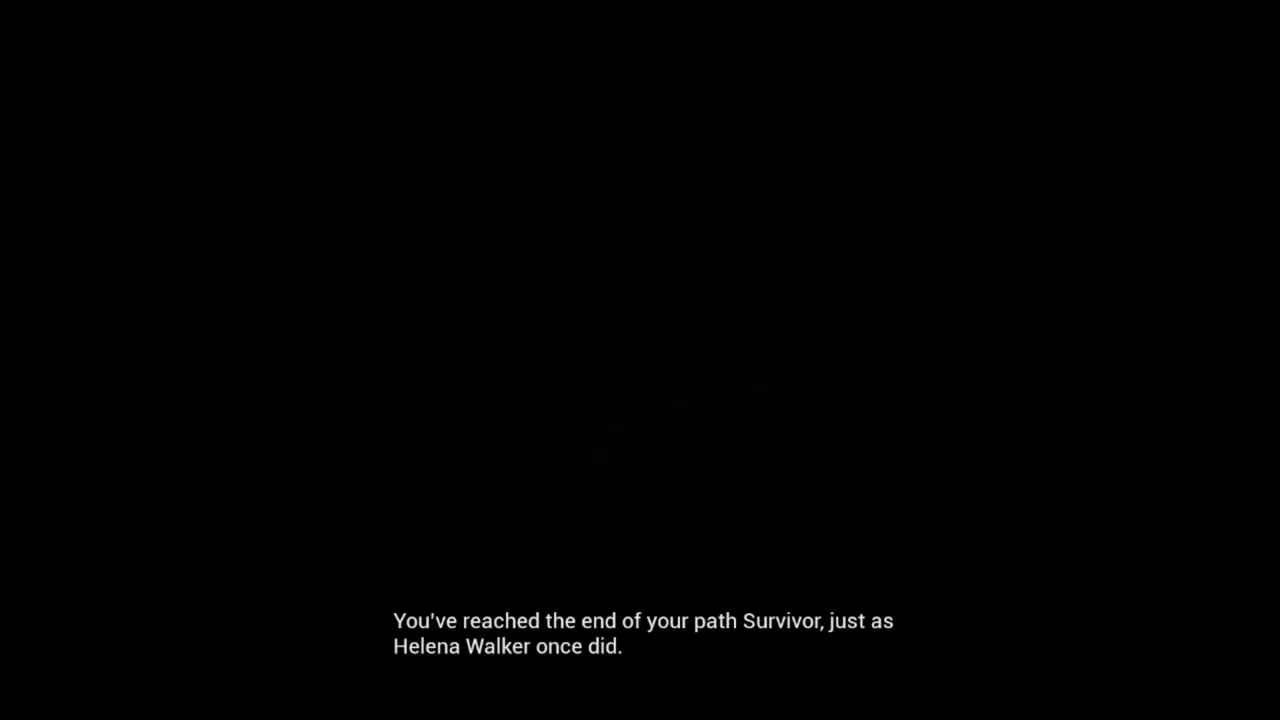 You've reached the end of your path Survivor, just as
Helena Walker once did.